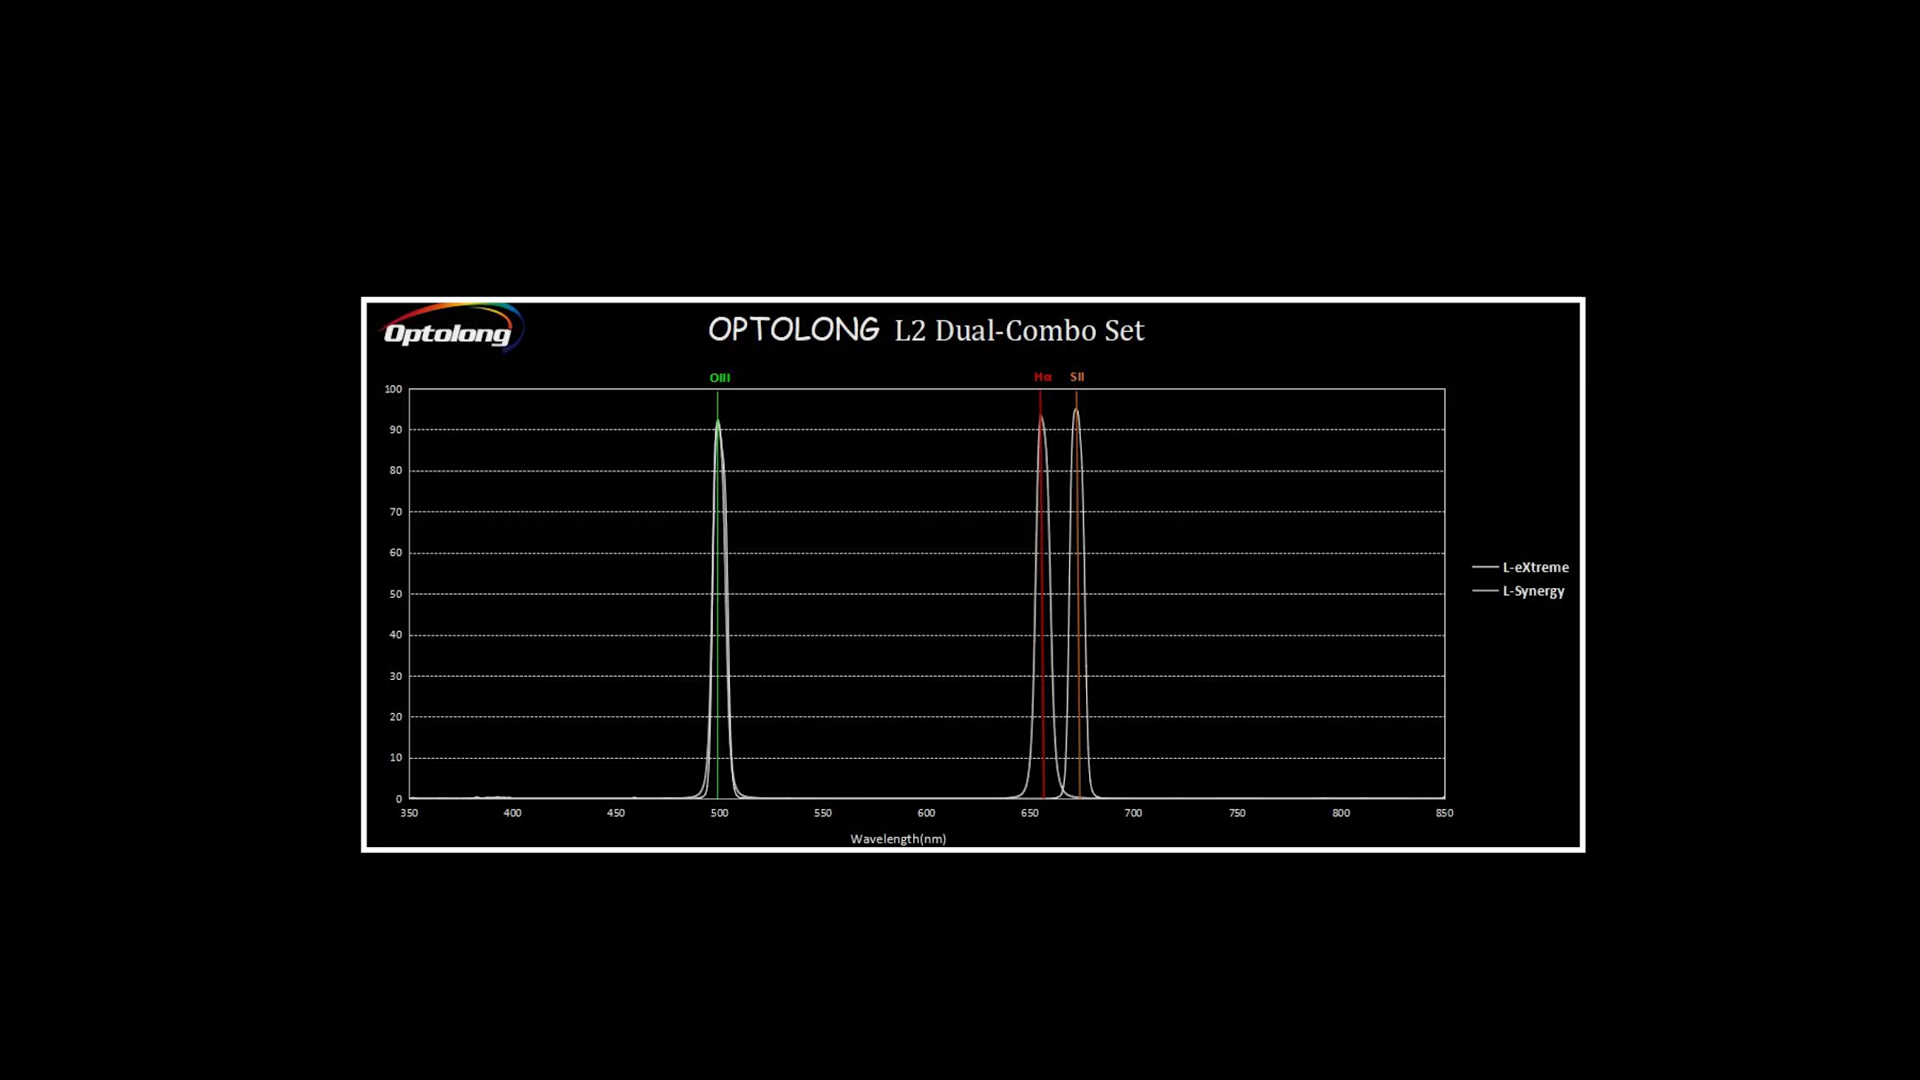 Optolong
OPTOLONG L2 Dual-Combo Set
OIII Hα SII
100
90
80
70
60
50
40
30
20
10
0
350 400 450 500 550 600 650 700 750 800 850
Wavelength(nm)
L-eXtreme
L-Synergy